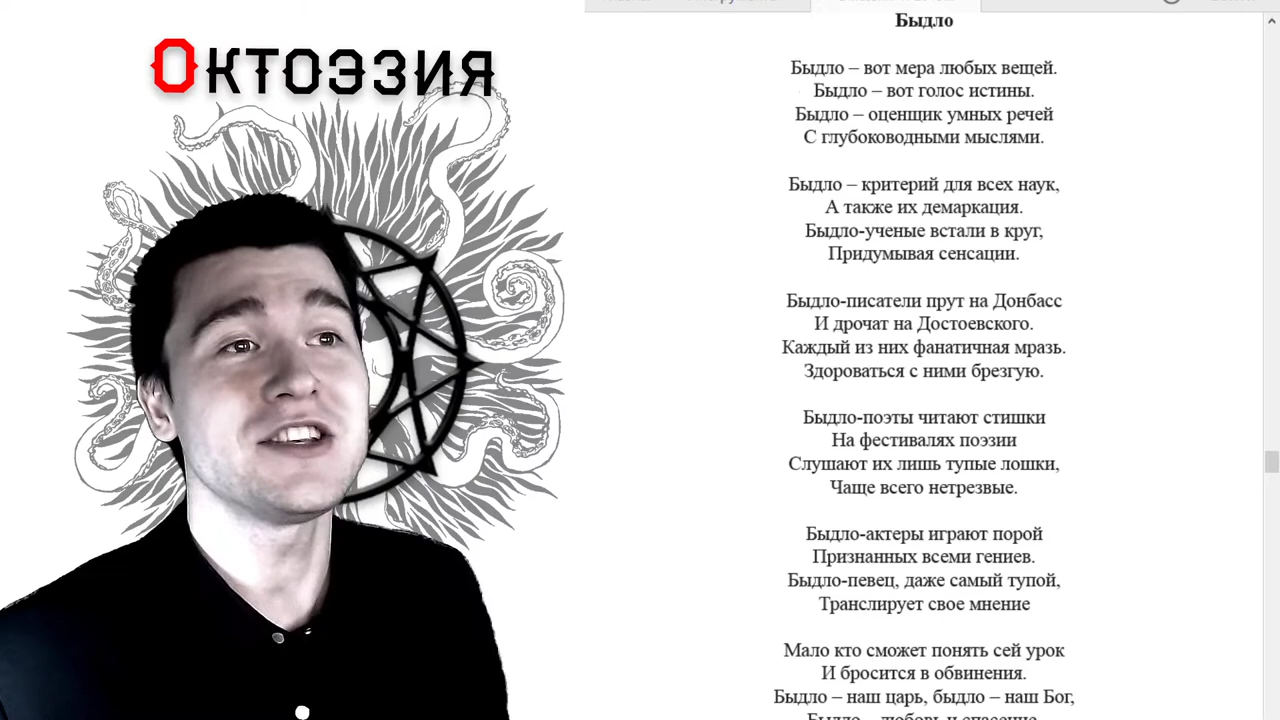 Октоэзия
Быдло
Быдло – вот мера любых вещей.
Быдло – вот голос истины.
Быдло – оценщик умных речей
С глубоководными мыслями.
Быдло – критерий для всех наук,
А также их демаркация.
Быдло-ученые встали в круг,
Придумывая сенсации.
Быдло-писатели прут на Донбасс
И дрочат на Достоевского.
Каждый из них фанатичная мразь.
Здороваться с ними брезгую.
Быдло-поэты читают стишки
На фестивалях поэзии
Слушают их лишь тупые лошки,
Чаще всего нетрезвые.
Быдло-актеры играют порой
Признанных всеми гениев.
Быдло-певец, даже самый тупой,
Транслирует свое мнение
Мало кто сможет понять сей урок
И бросится в обвинения.
Быдло – наш царь, быдло – наш Бог,
Быдло – любовь и спасение